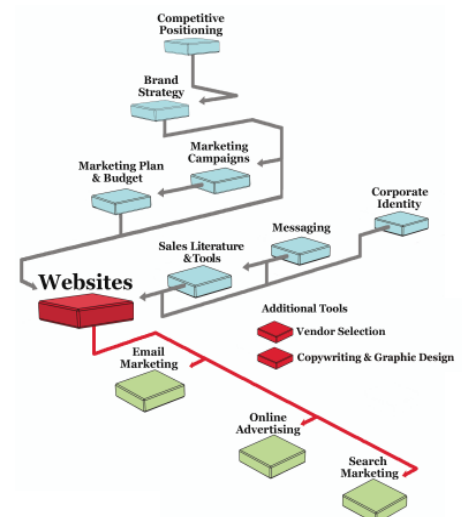 Competitive
Positioning
Brand
Strategy
Marketing
Campaigns
Marketing Plan
& Budget
Corporate
Identity
Messaging
Sales Literature
&Tools
Websites
Additional Tools
Vendor Selection
Copywriting & Graphic Design
Email
Marketing
Online
Advertising
Search
Marketing